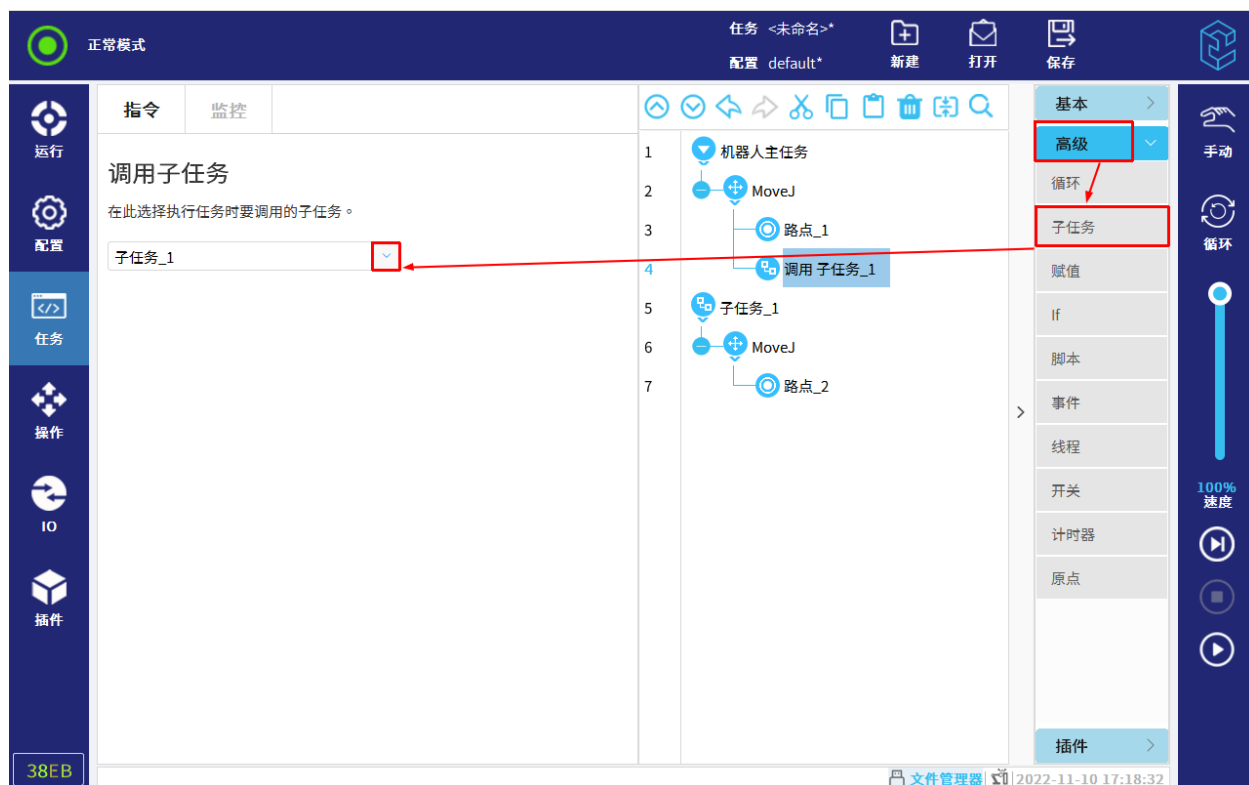 正常模式
任务 <未命名>*
配置 default*
新建
打开
保存
运行
配置
任务
操作
IO
插件
38EB
指令
监控
调用子任务
在此选择执行任务时要调用的子任务。
子任务_1
1 机器人主任务
2 MoveJ
3 路点_1
4 调用 子任务_1
5 子任务_1
6 MoveJ
7 路点_2
基本
高级
循环
子任务
赋值
If
脚本
事件
线程
开关
计时器
原点
插件
手动
循环
100%
速度
文件管理器
2022-11-10 17:18:32